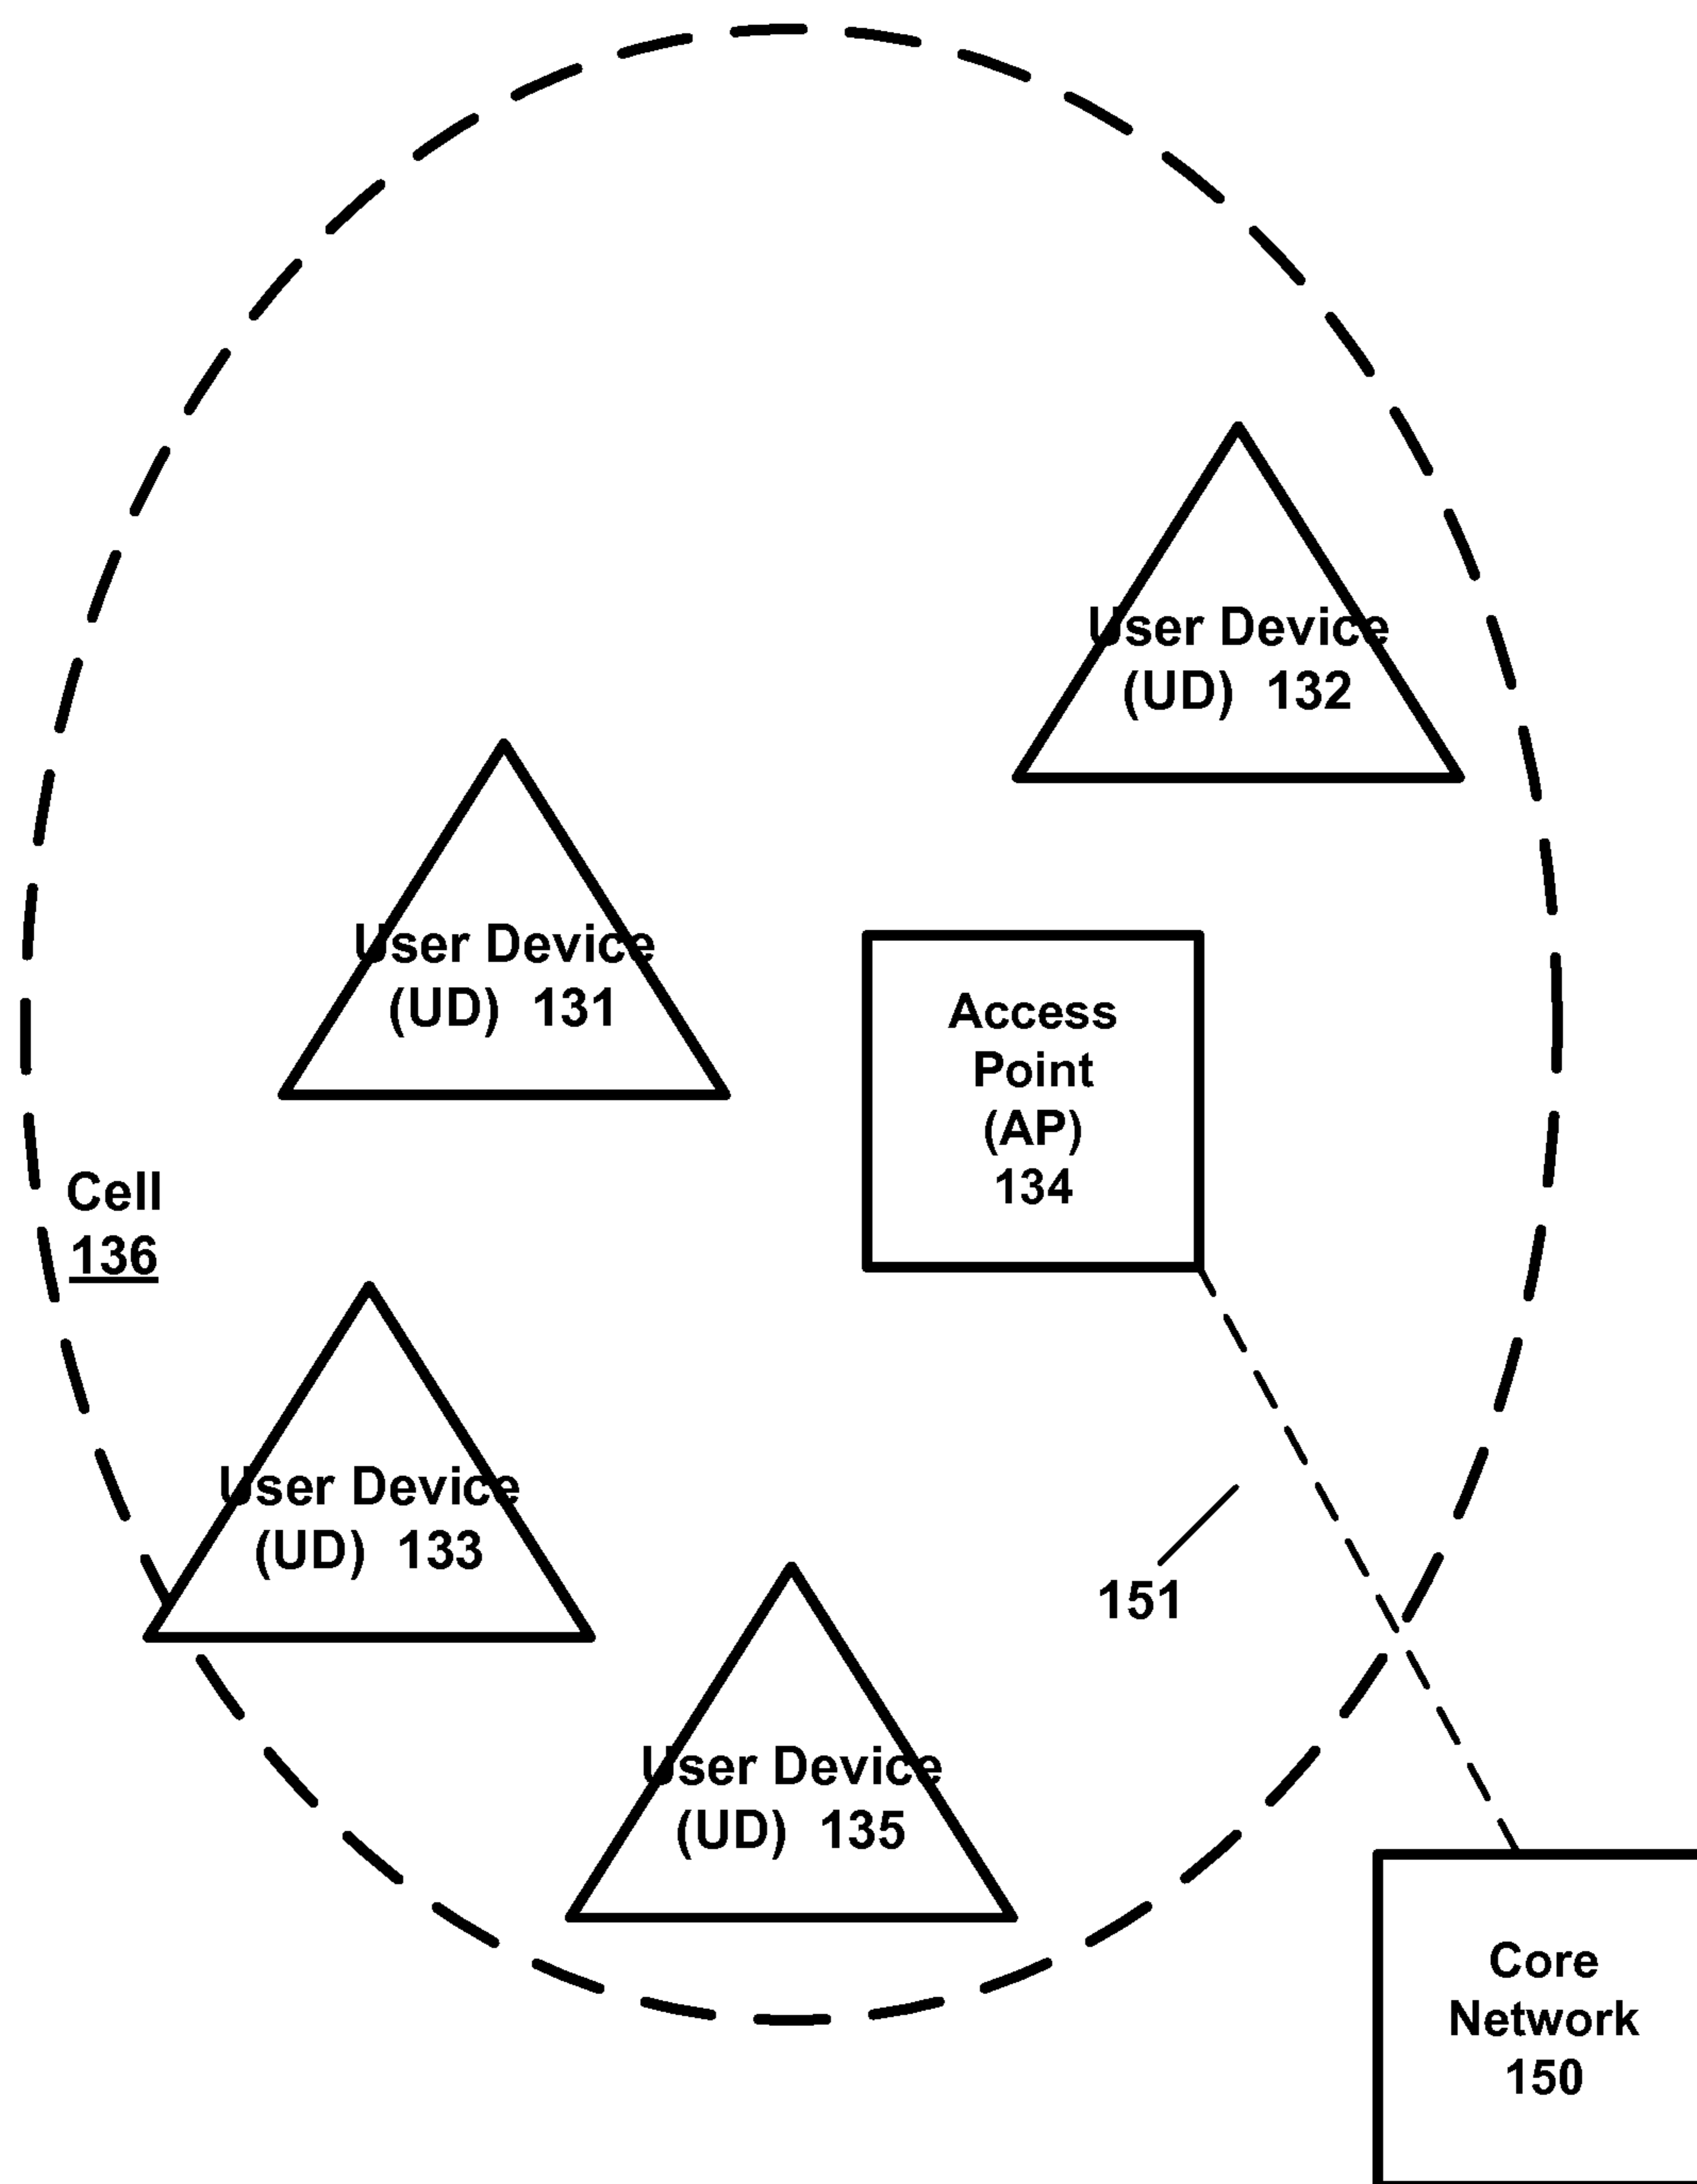 User Device
(UD) 132
User Device
(UD) 131
Access
Point
(AP)
134
Cell
136
User Device
(UD) 133
151
User Device
(UD) 135
Core
Network
150